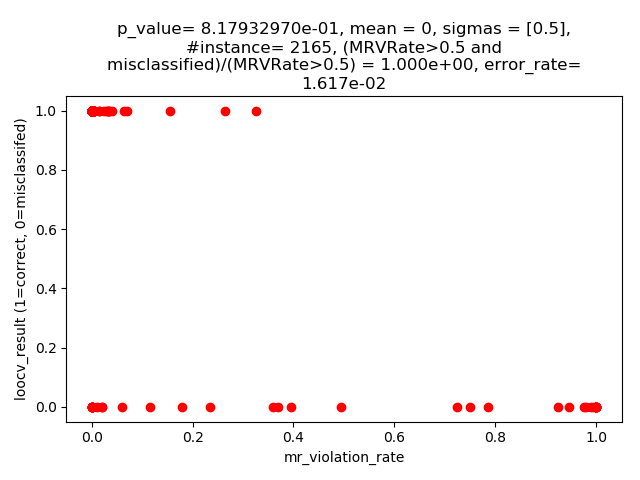 p_value= 8.17932970e-01, mean = 0, sigmas = [0.5],
#instance= 2165, (MRVRate>0.5 and
misclassified)/(MRVRate>0.5) = 1.000e+00, error_rate=
1.617e-02
loocv_result (1=correct, 0=misclassifed)
1.0
0.8
0.6
0.4
0.2
0.0
0.0 0.2 0.4 0.6 0.8 1.0
mr_violation_rate